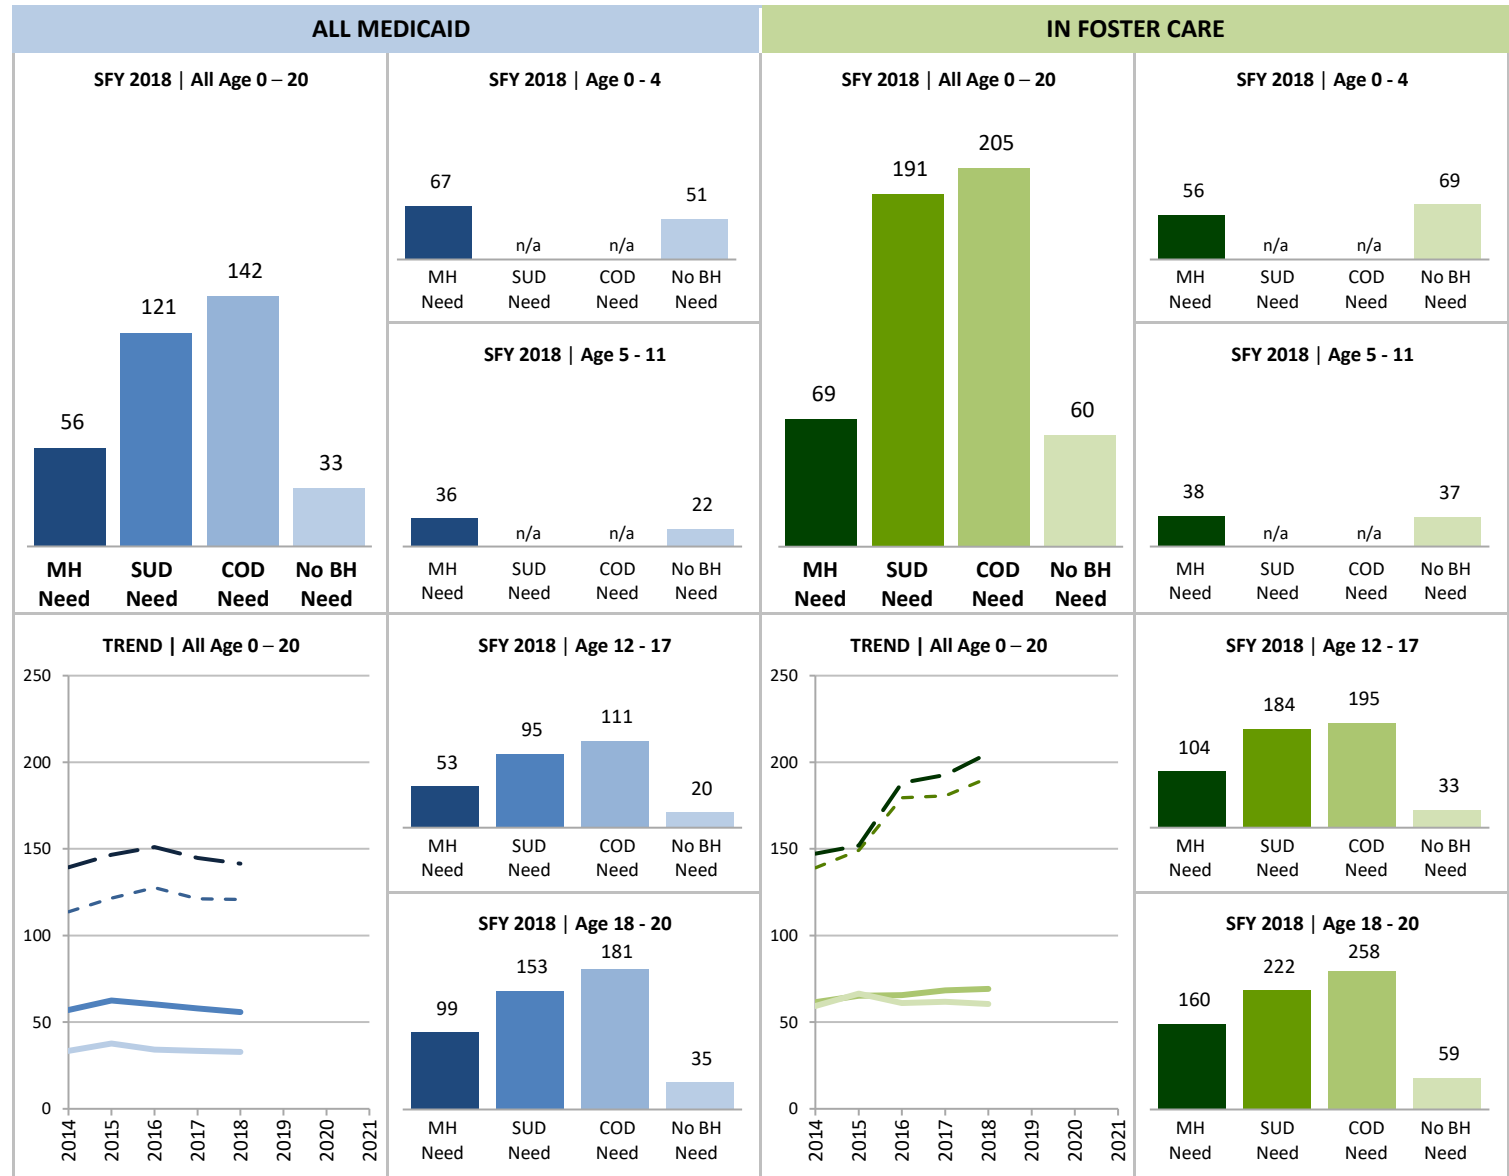 ALL MEDICAID
IN FOSTER CARE
SFY 2018 | All Age 0 – 20
56
121
142
33
MH Need
SUD Need
COD Need
No BH Need
SFY 2018 | Age 0 - 4
67
n/a
n/a
51
MH Need
SUD Need
COD Need
No BH Need
SFY 2018 | Age 5 - 11
36
n/a
n/a
22
MH Need
SUD Need
COD Need
No BH Need
SFY 2018 | All Age 0 – 20
69
191
205
60
MH Need
SUD Need
COD Need
No BH Need
SFY 2018 | Age 0 - 4
56
n/a
n/a
69
MH Need
SUD Need
COD Need
No BH Need
SFY 2018 | Age 5 - 11
38
n/a
n/a
37
MH Need
SUD Need
COD Need
No BH Need
TREND | All Age 0 – 20
250
200
150
100
50
0
2014
2015
2016
2017
2018
2019
2020
2021
SFY 2018 | Age 12 - 17
53
95
111
20
MH Need
SUD Need
COD Need
No BH Need
SFY 2018 | Age 18 - 20
99
153
181
35
MH Need
SUD Need
COD Need
No BH Need
TREND | All Age 0 – 20
250
200
150
100
50
0
2014
2015
2016
2017
2018
2019
2020
2021
SFY 2018 | Age 12 - 17
104
184
195
33
MH Need
SUD Need
COD Need
No BH Need
SFY 2018 | Age 18 - 20
160
222
258
59
MH Need
SUD Need
COD Need
No BH Need